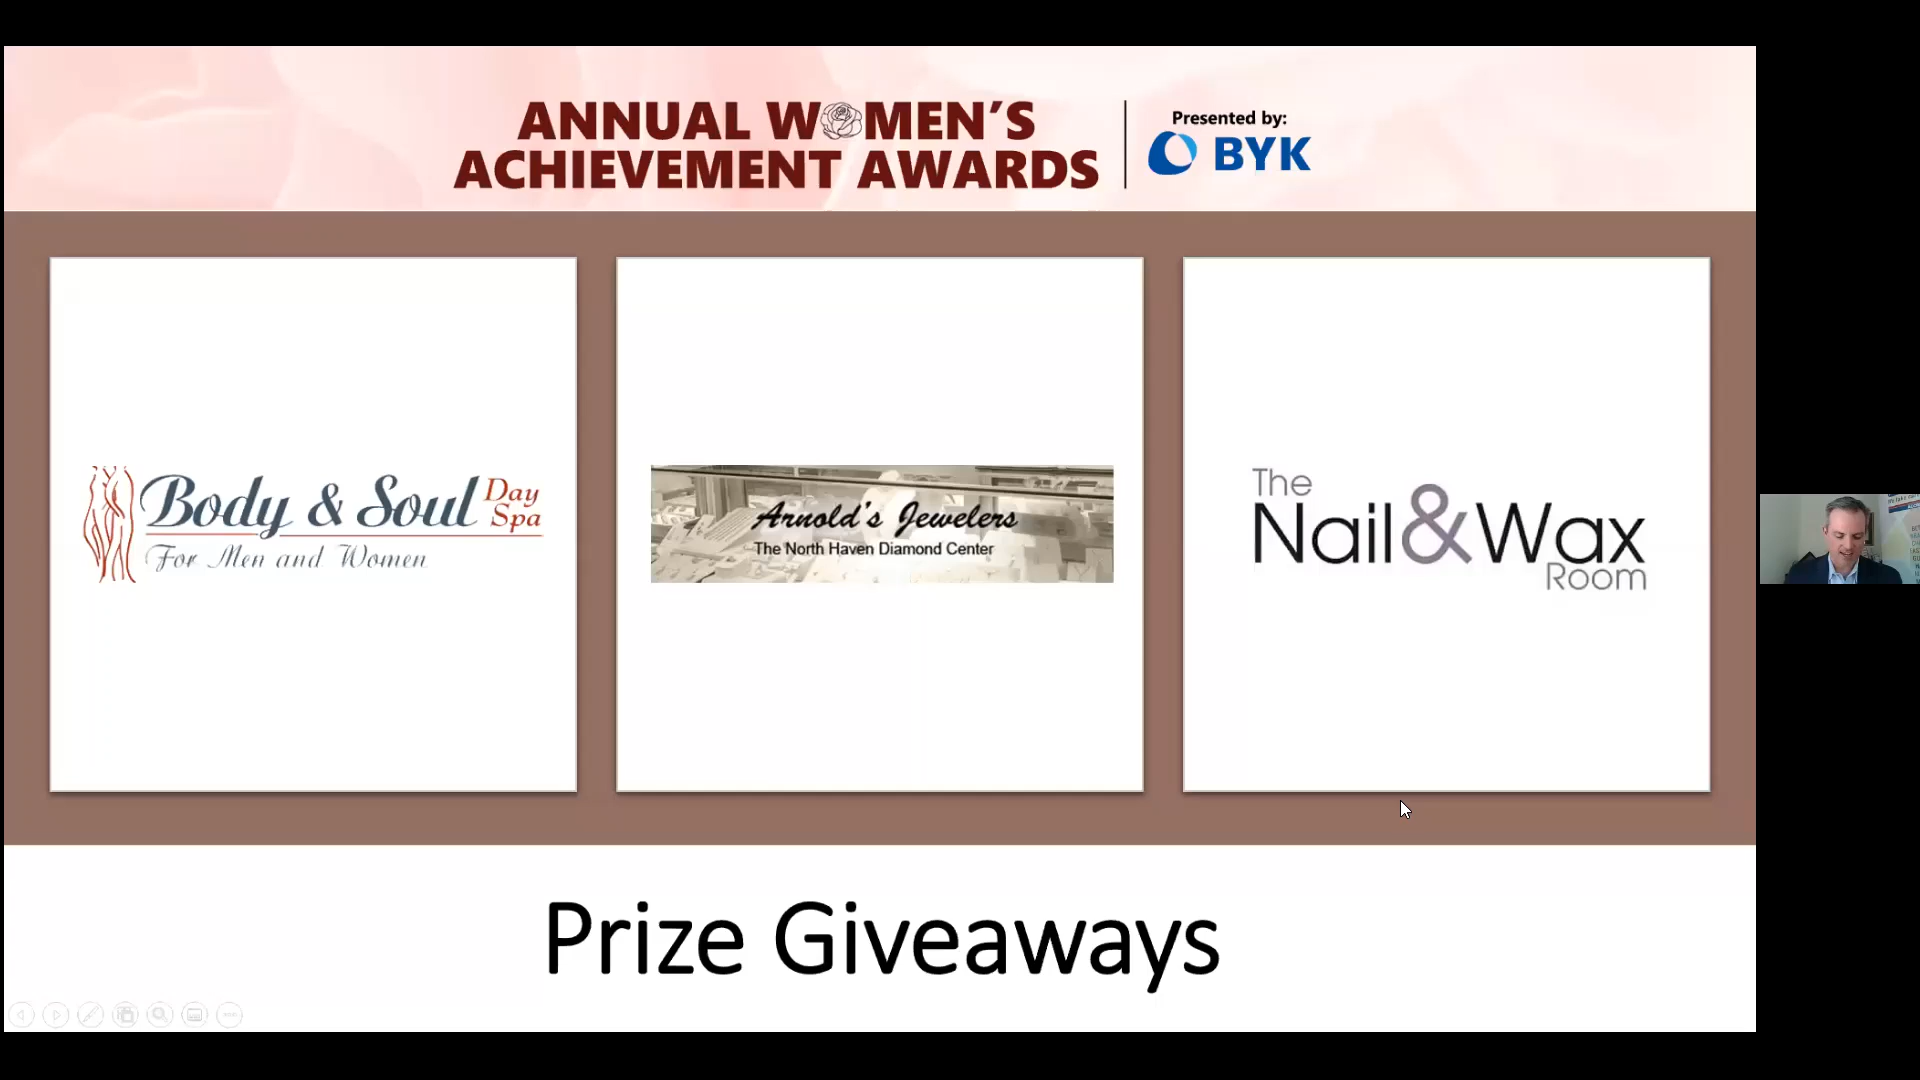 ANNUAL WOMEN'S
ACHIEVEMENT AWARDS
Presented by:
BYK
Body & Soul Day Spa
For Men and Women
Arnold's Jewelers
The North Haven Diamond Center
The
Nail & Wax
Room
Prize Giveaways